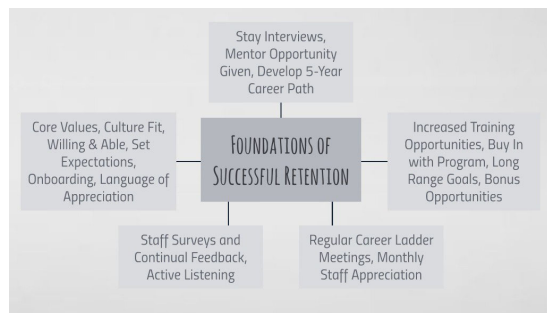 Stay Interviews,
Mentor Opportunity
Given, Develop 5-Year
Career Path
Core Values, Culture Fit,
Willing & Able, Set
Expectations,
Onboarding, Language of
Appreciation
FOUNDATIONS OF
SUCCESSFUL RETENTION
Increased Training
Opportunities, Buy In
with Program, Long
Range Goals, Bonus
Opportunities
Staff Surveys and
Continual Feedback,
Active Listening
Regular Career Ladder
Meetings, Monthly
Staff Appreciation